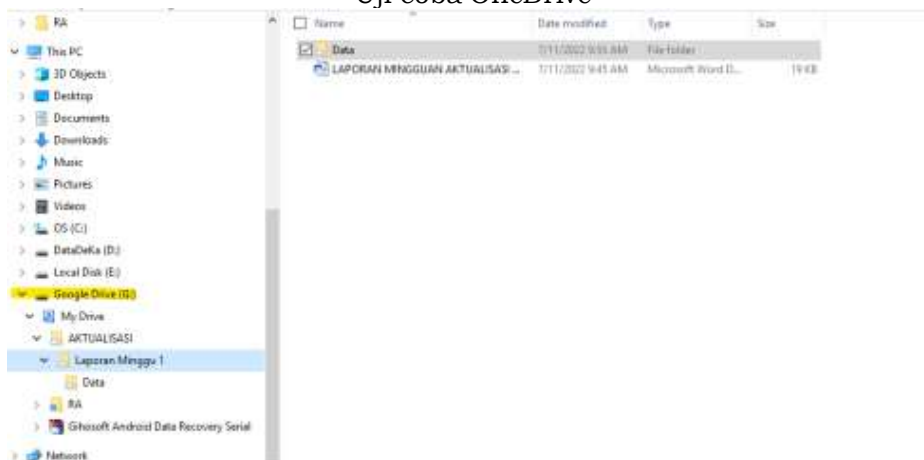 Uji coba OneDrive
RA
This PC
3D Objects
Desktop
Documents
Downloads
Music
Pictures
Videos
OS (C:)
DataDeKa (D:)
Local Disk (E:)
Google Drive (G:)
My Drive
AKTUALISASI
Laporan Minggu 1
Data
RA
Gihosoft Android Data Recovery Serial
Network
Name Date modified Type Size
Data 7/11/2022 9:55 AM File folder
LAPORAN MINGGUAN AKTUALISASI ... 7/11/2022 9:45 AM Microsoft Word D... 19 KB